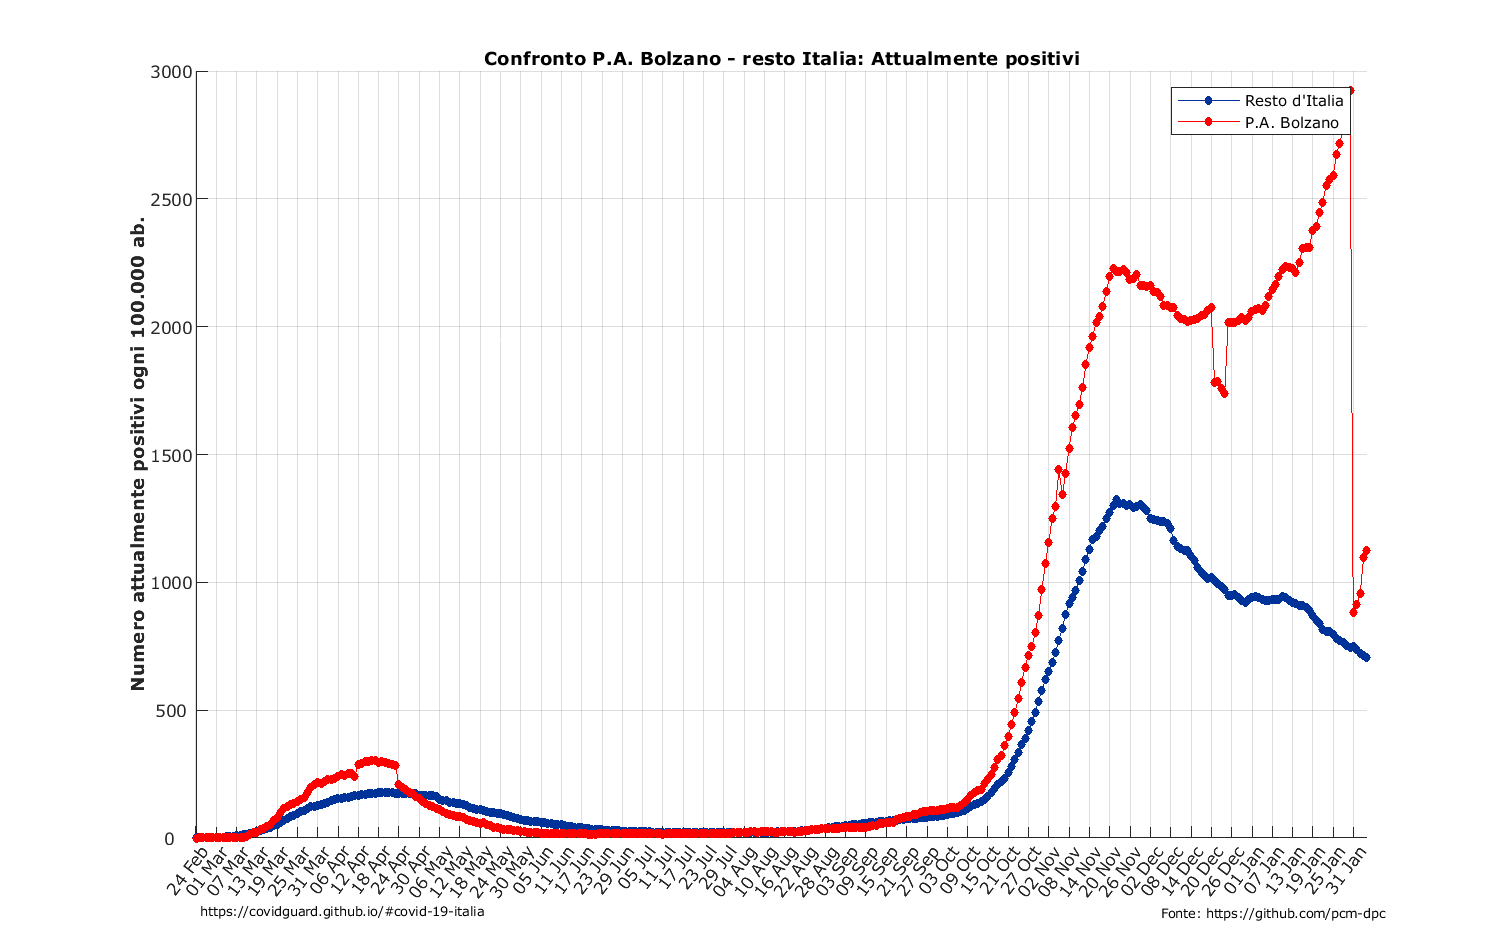 Confronto P.A. Bolzano - resto Italia: Attualmente positivi
Numero attualmente positivi ogni 100.000 ab.
3000
2500
2000
1500
1000
500
0
Resto d'Italia
P.A. Bolzano
24 Feb
01 Mar
07 Mar
13 Mar
19 Mar
25 Mar
31 Mar
06 Apr
12 Apr
18 Apr
24 Apr
30 Apr
06 May
12 May
18 May
24 May
30 May
05 Jun
11 Jun
17 Jun
23 Jun
29 Jun
05 Jul
11 Jul
17 Jul
23 Jul
29 Jul
04 Aug
10 Aug
16 Aug
22 Aug
28 Aug
03 Sep
09 Sep
15 Sep
21 Sep
27 Sep
03 Oct
09 Oct
15 Oct
21 Oct
27 Oct
02 Nov
08 Nov
14 Nov
20 Nov
26 Nov
02 Dec
08 Dec
14 Dec
20 Dec
26 Dec
01 Jan
07 Jan
13 Jan
19 Jan
25 Jan
31 Jan
https://covidguard.github.io/#covid-19-italia
Fonte: https://github.com/pcm-dpc